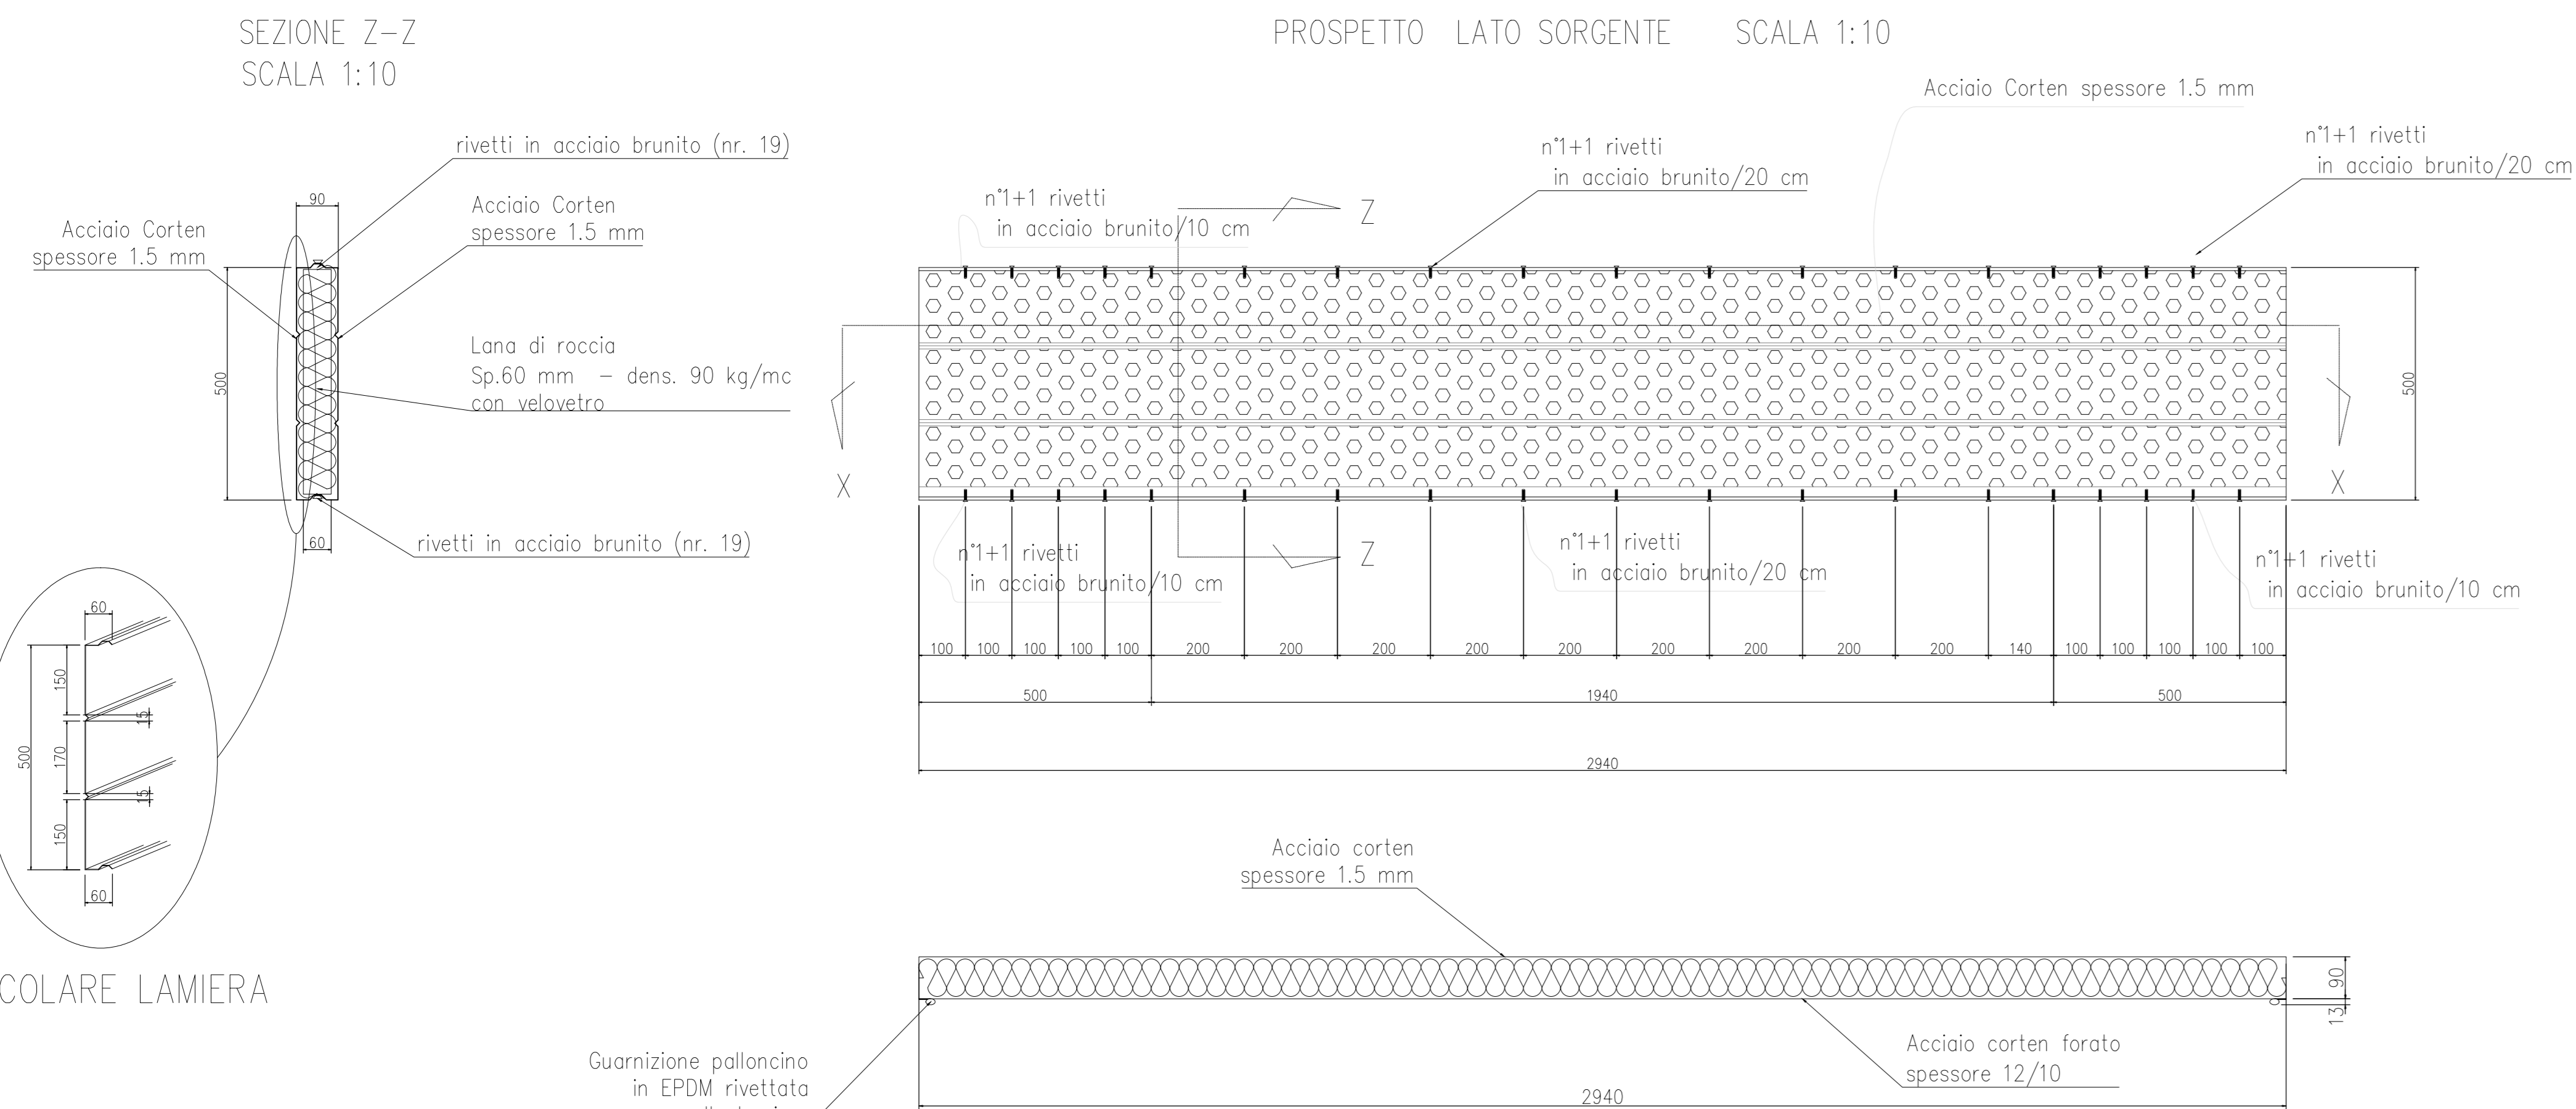 SEZIONE Z-Z
SCALA 1:10
PROSPETTO LATO SORGENTE SCALA 1:10
rivetti in acciaio brunito (nr. 19)
90
Acciaio Corten
spessore 1.5 mm
Acciaio Corten
spessore 1.5 mm
500
Lana di roccia
Sp.60 mm - dens. 90 kg/mc
con velovetro
60
rivetti in acciaio brunito (nr. 19)
Acciaio Corten spessore 1.5 mm
n°1+1 rivetti
in acciaio brunito/10 cm
n°1+1 rivetti
in acciaio brunito/20 cm
n°1+1 rivetti
in acciaio brunito/20 cm
Z
X
500
X
Z
n°1+1 rivetti
in acciaio brunito/10 cm
n°1+1 rivetti
in acciaio brunito/20 cm
n°1+1 rivetti
in acciaio brunito/10 cm
100 100 100 100 100 200 200 200 200 200 200 200 200 200 140 100 100 100 100 100
500 1940 500
2940
60
500
150
15
170
15
150
60
COLARE LAMIERA
Acciaio corten
spessore 1.5 mm
90
13
Guarnizione palloncino
in EPDM rivettata
Acciaio corten forato
spessore 12/10
2940